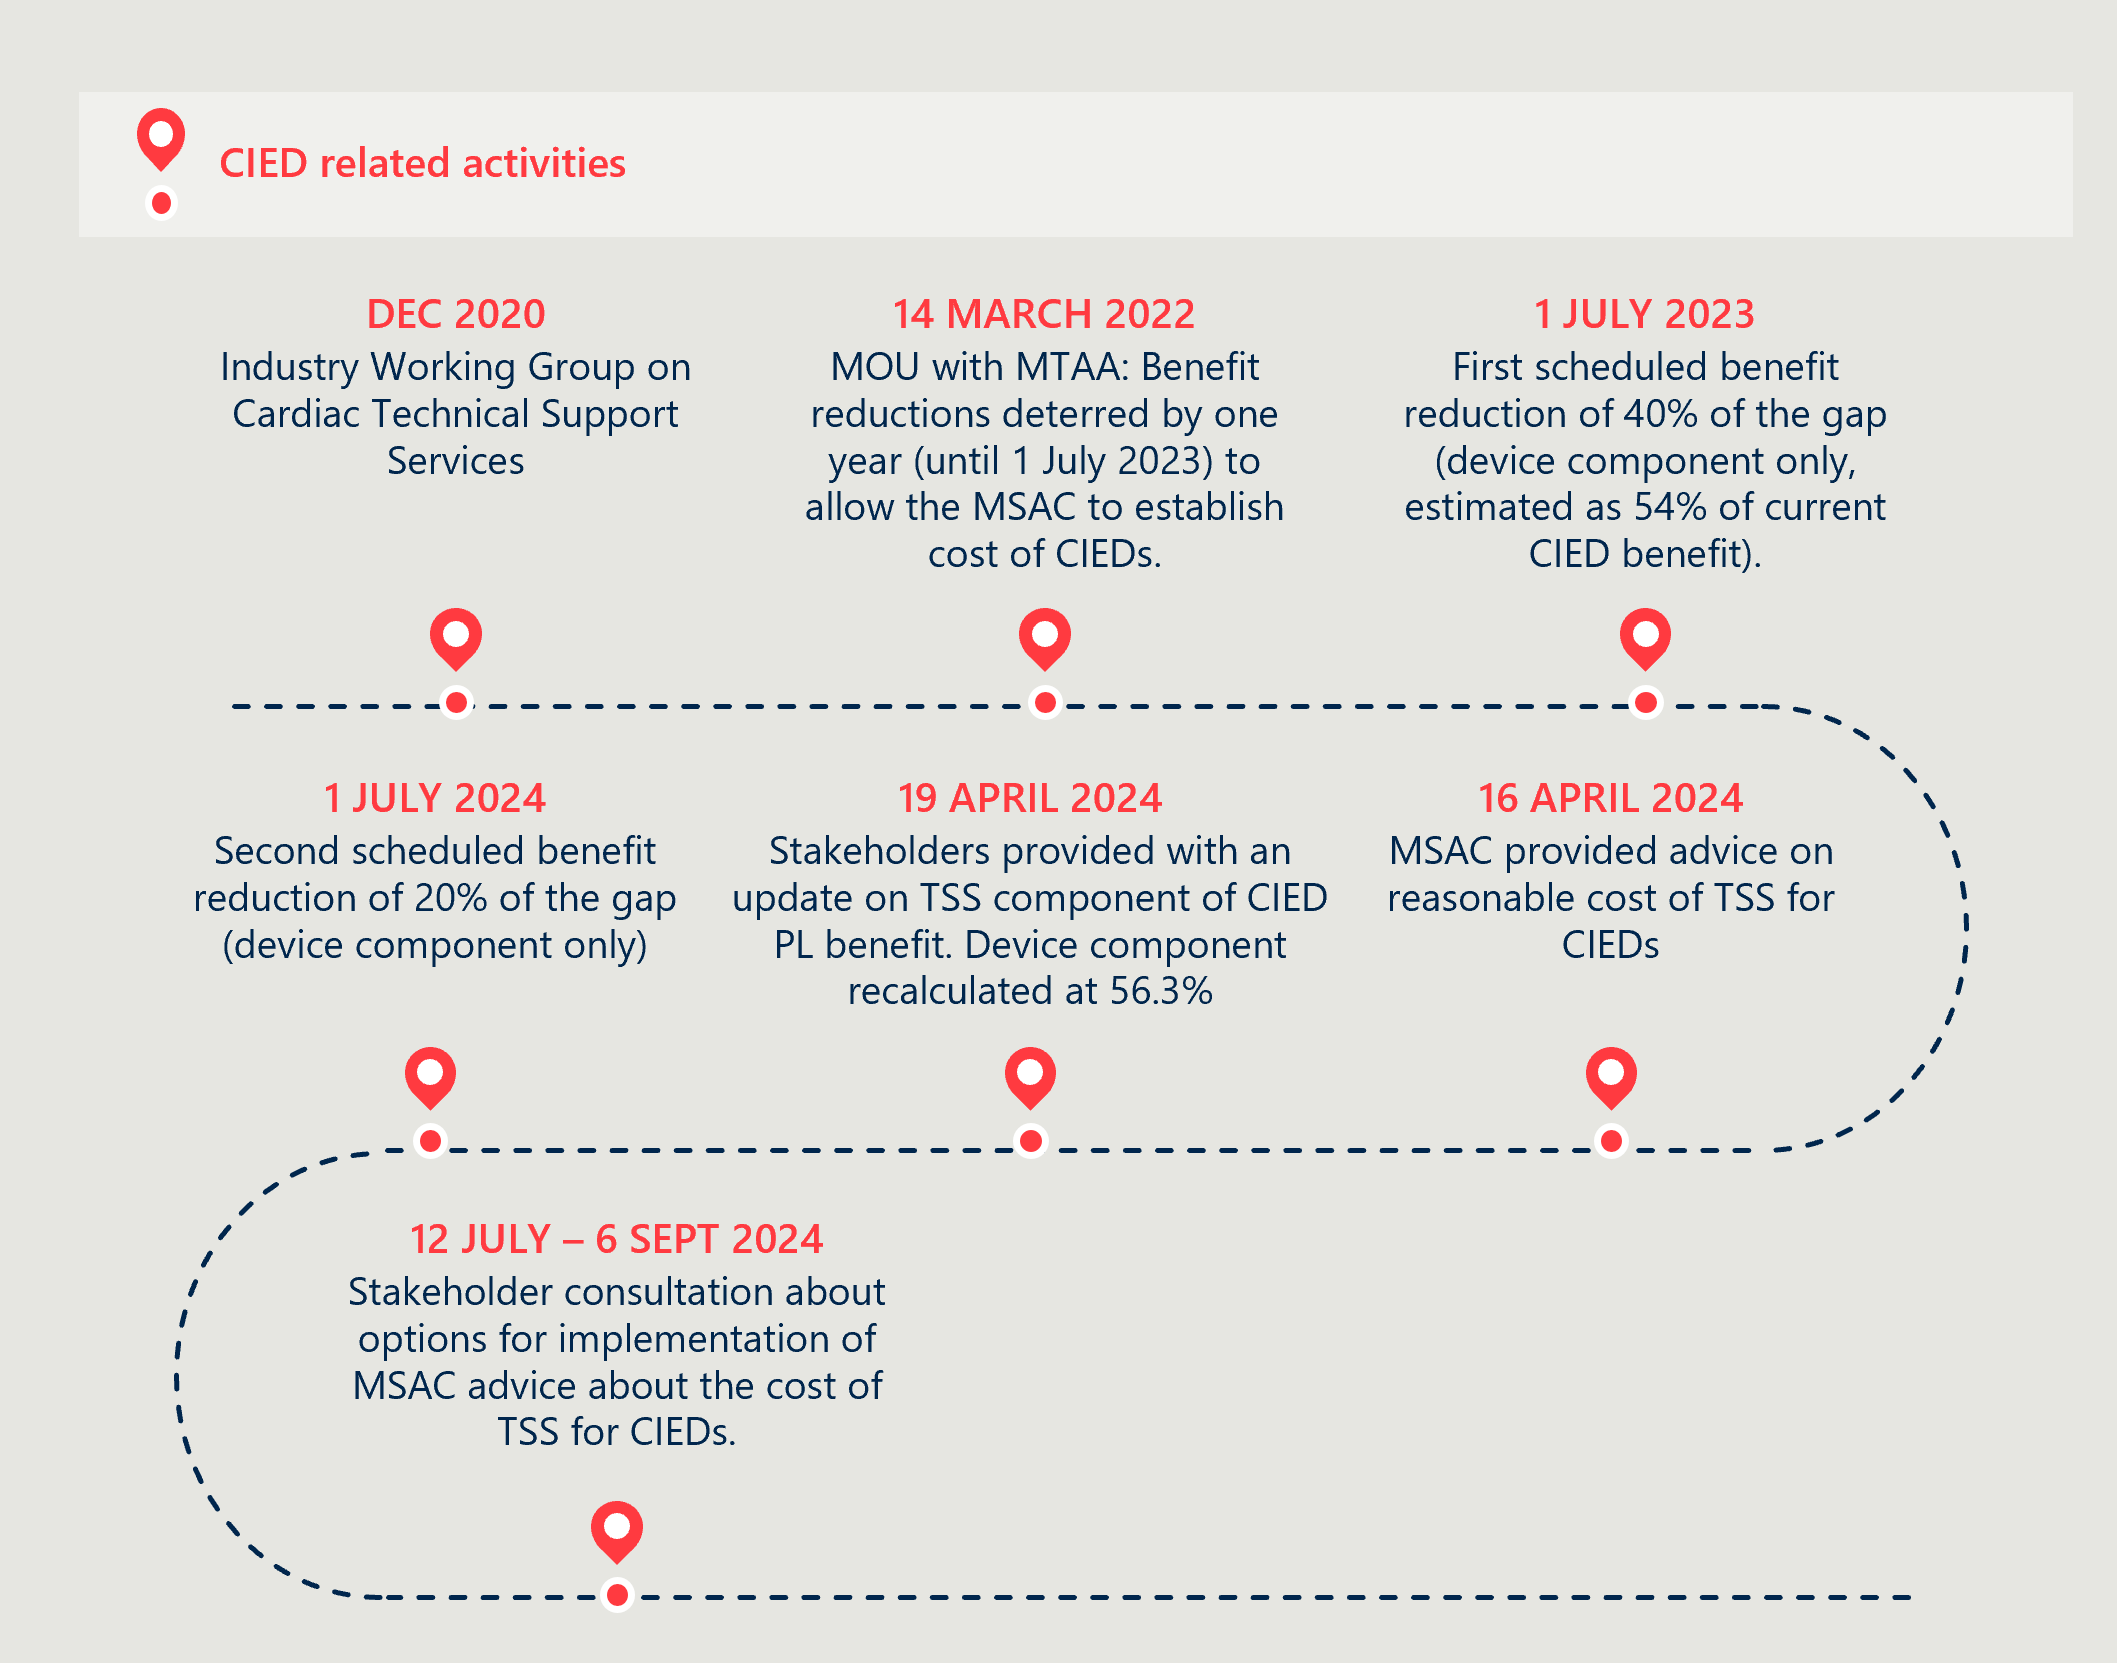 CIED related activities
DEC 2020
Industry Working Group on
Cardiac Technical Support
Services
14 MARCH 2022
MOU with MTAA: Benefit
reductions deterred by one
year (until 1 July 2023) to
allow the MSAC to establish
cost of CIEDs.
1 JULY 2023
First scheduled benefit
reduction of 40% of the gap
(device component only,
estimated as 54% of current
CIED benefit).
16 APRIL 2024
MSAC provided advice on
reasonable cost of TSS for
CIEDs
19 APRIL 2024
Stakeholders provided with an
update on TSS component of CIED
PL benefit. Device component
recalculated at 56.3%
1 JULY 2024
Second scheduled benefit
reduction of 20% of the gap
(device component only)
12 JULY – 6 SEPT 2024
Stakeholder consultation about
options for implementation of
MSAC advice about the cost of
TSS for CIEDs.